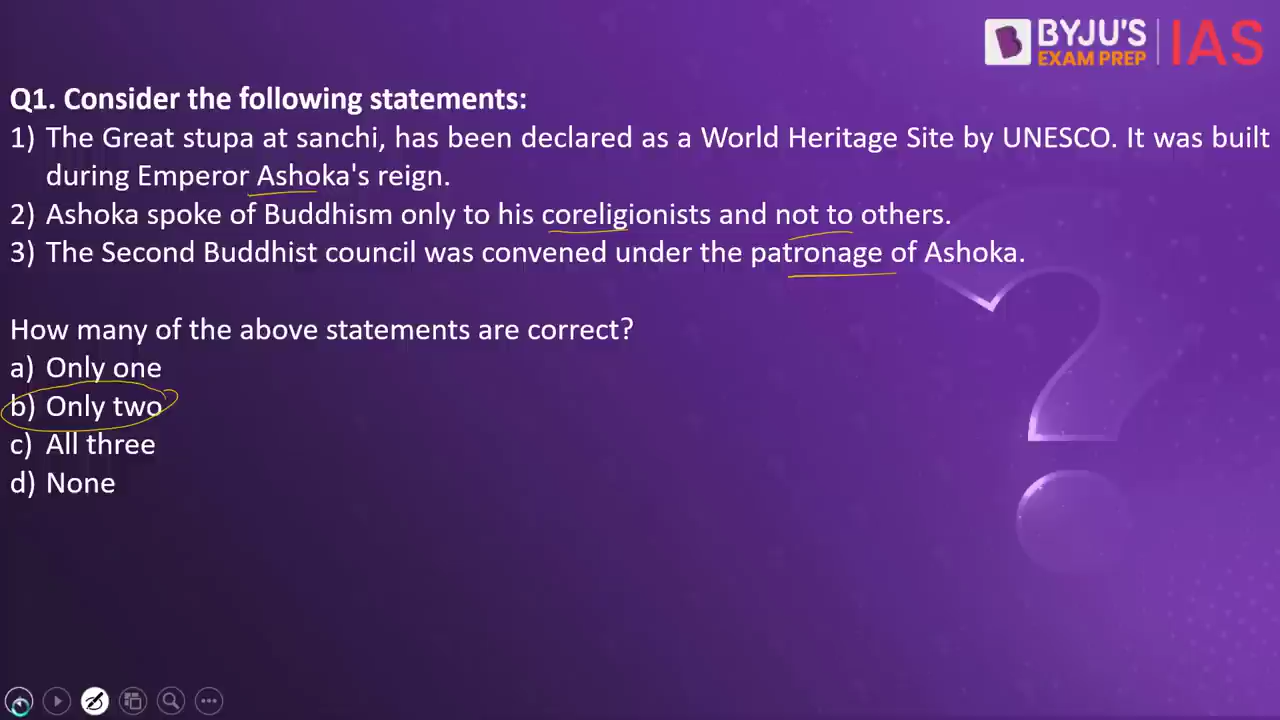 BYJU'S
EXAM PREP
IAS
Q1. Consider the following statements:
1) The Great stupa at sanchi, has been declared as a World Heritage Site by UNESCO. It was built
during Emperor Ashoka's reign.
2) Ashoka spoke of Buddhism only to his coreligionists and not to others.
3) The Second Buddhist council was convened under the patronage of Ashoka.
How many of the above statements are correct?
a) Only one
b) Only two
c) All three
d) None